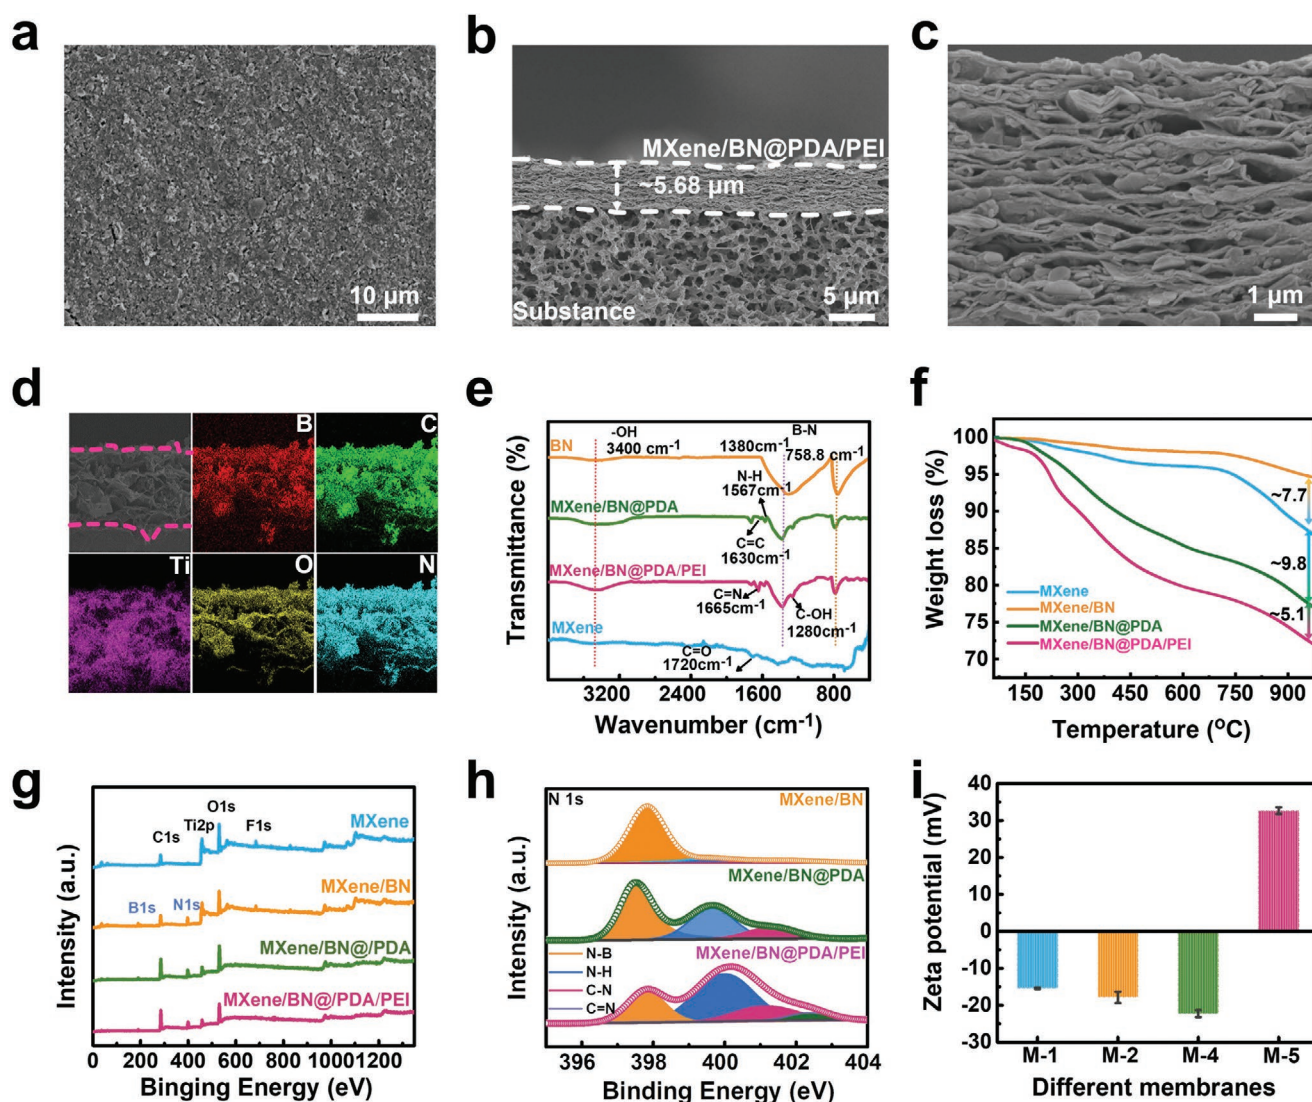 a
10 μm
b
MXene/BN@PDA/PEI
~5.68 μm
Substance
5 μm
c
1 μm
d
B
C
Ti
O
N
e
Transmittance (%)
-OH
3400 cm-1
1380cm-1
B-N
758.8 cm-1
BN
N-H
1567cm-1
MXene/BN@PDA
C=C
1630cm-1
MXene/BN@PDA/PEI
C=N
1665cm-1
C-OH
1280cm-1
MXene
C=O
1720cm-1
3200 2400 1600 800
Wavenumber (cm-1)
f
Weight loss (%)
100
95
90
85
80
75
70
~7.7
~9.8
~5.1
MXene
MXene/BN
MXene/BN@PDA
MXene/BN@PDA/PEI
150 300 450 600 750 900
Temperature (oC)
g
Intensity (a.u.)
O1s
Ti2p
C1s
F1s
MXene
B1s
N1s
MXene/BN
MXene/BN@/PDA
MXene/BN@/PDA/PEI
0 200 400 600 800 10001200
Binging Energy (eV)
h
Intensity (a.u.)
N 1s
MXene/BN
MXene/BN@PDA
MXene/BN@PDA/PEI
N-B
N-H
C-N
C=N
396 398 400 402 404
Binding Energy (eV)
i
Zeta potential (mV)
40
30
20
10
0
-10
-20
-30
M-1 M-2 M-4 M-5
Different membranes